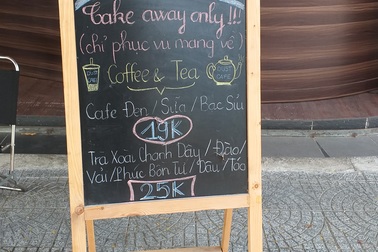 Take away only!!!
(chỉ phục vụ mang về)
Coffee & Tea
Cafe Đen / Sữa / Bạc Sỉu
19K
Trà Xoài Chanh Dây / Đào /
Vải / Phúc Bồn Tử / Dâu / Táo
25K